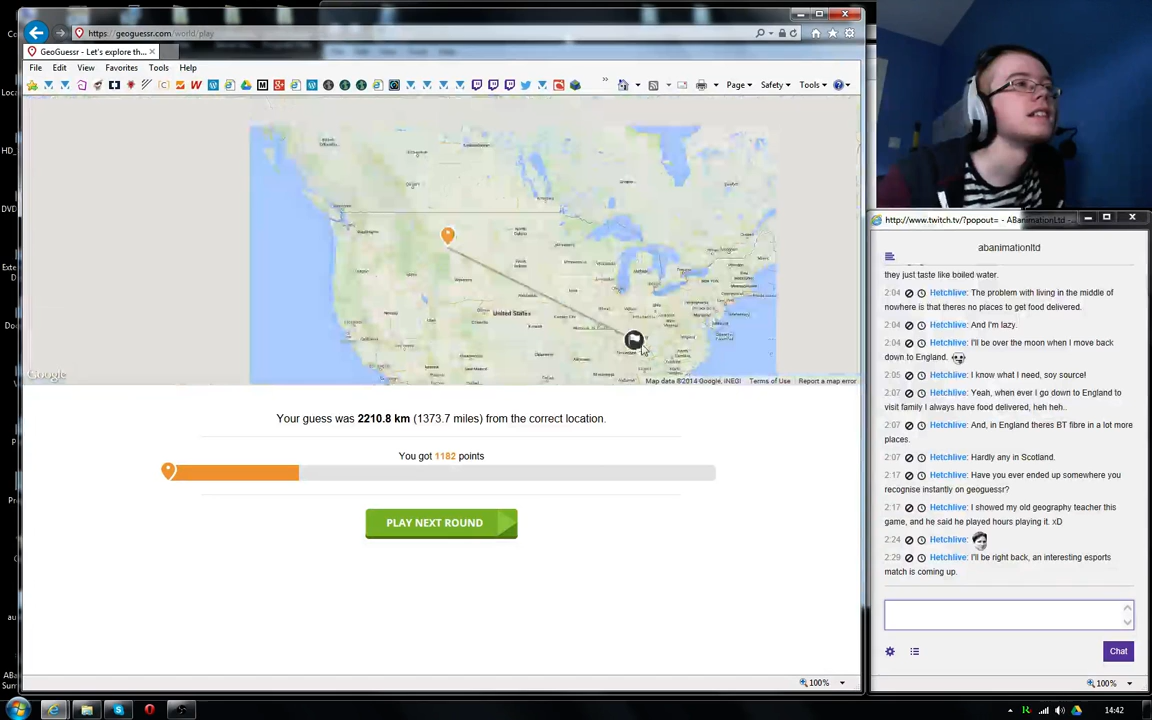 https://geoguessr.com/world/play
GeoGuessr - Let's explore th...
File Edit View Favorites Tools Help
Page Safety Tools
United States
Google
Map data ©2014 Google, INEGI Terms of Use Report a map error
Your guess was 2210.8 km (1373.7 miles) from the correct location.
You got 1182 points
PLAY NEXT ROUND
100%
http://www.twitch.tv/?popout= - ABanimationLtd - ...
abanimationltd
they just taste like boiled water.
2:04 Hetchlive: The problem with living in the middle of
nowhere is that theres no places to get food delivered.
2:04 Hetchlive: And I'm lazy.
2:04 Hetchlive: I'll be over the moon when I move back
down to England.
2:05 Hetchlive: I know what I need, soy source!
2:07 Hetchlive: Yeah, when ever I go down to England to
visit family I always have food delivered, heh heh..
2:07 Hetchlive: And, in England theres BT fibre in a lot more
places.
2:07 Hetchlive: Hardly any in Scotland.
2:17 Hetchlive: Have you ever ended up somewhere you
recognise instantly on geoguessr?
2:17 Hetchlive: I showed my old geography teacher this
game, and he said he played hours playing it. xD
2:24 Hetchlive:
2:29 Hetchlive: I'll be right back, an interesting esports
match is coming up.
Chat
100%
14:42